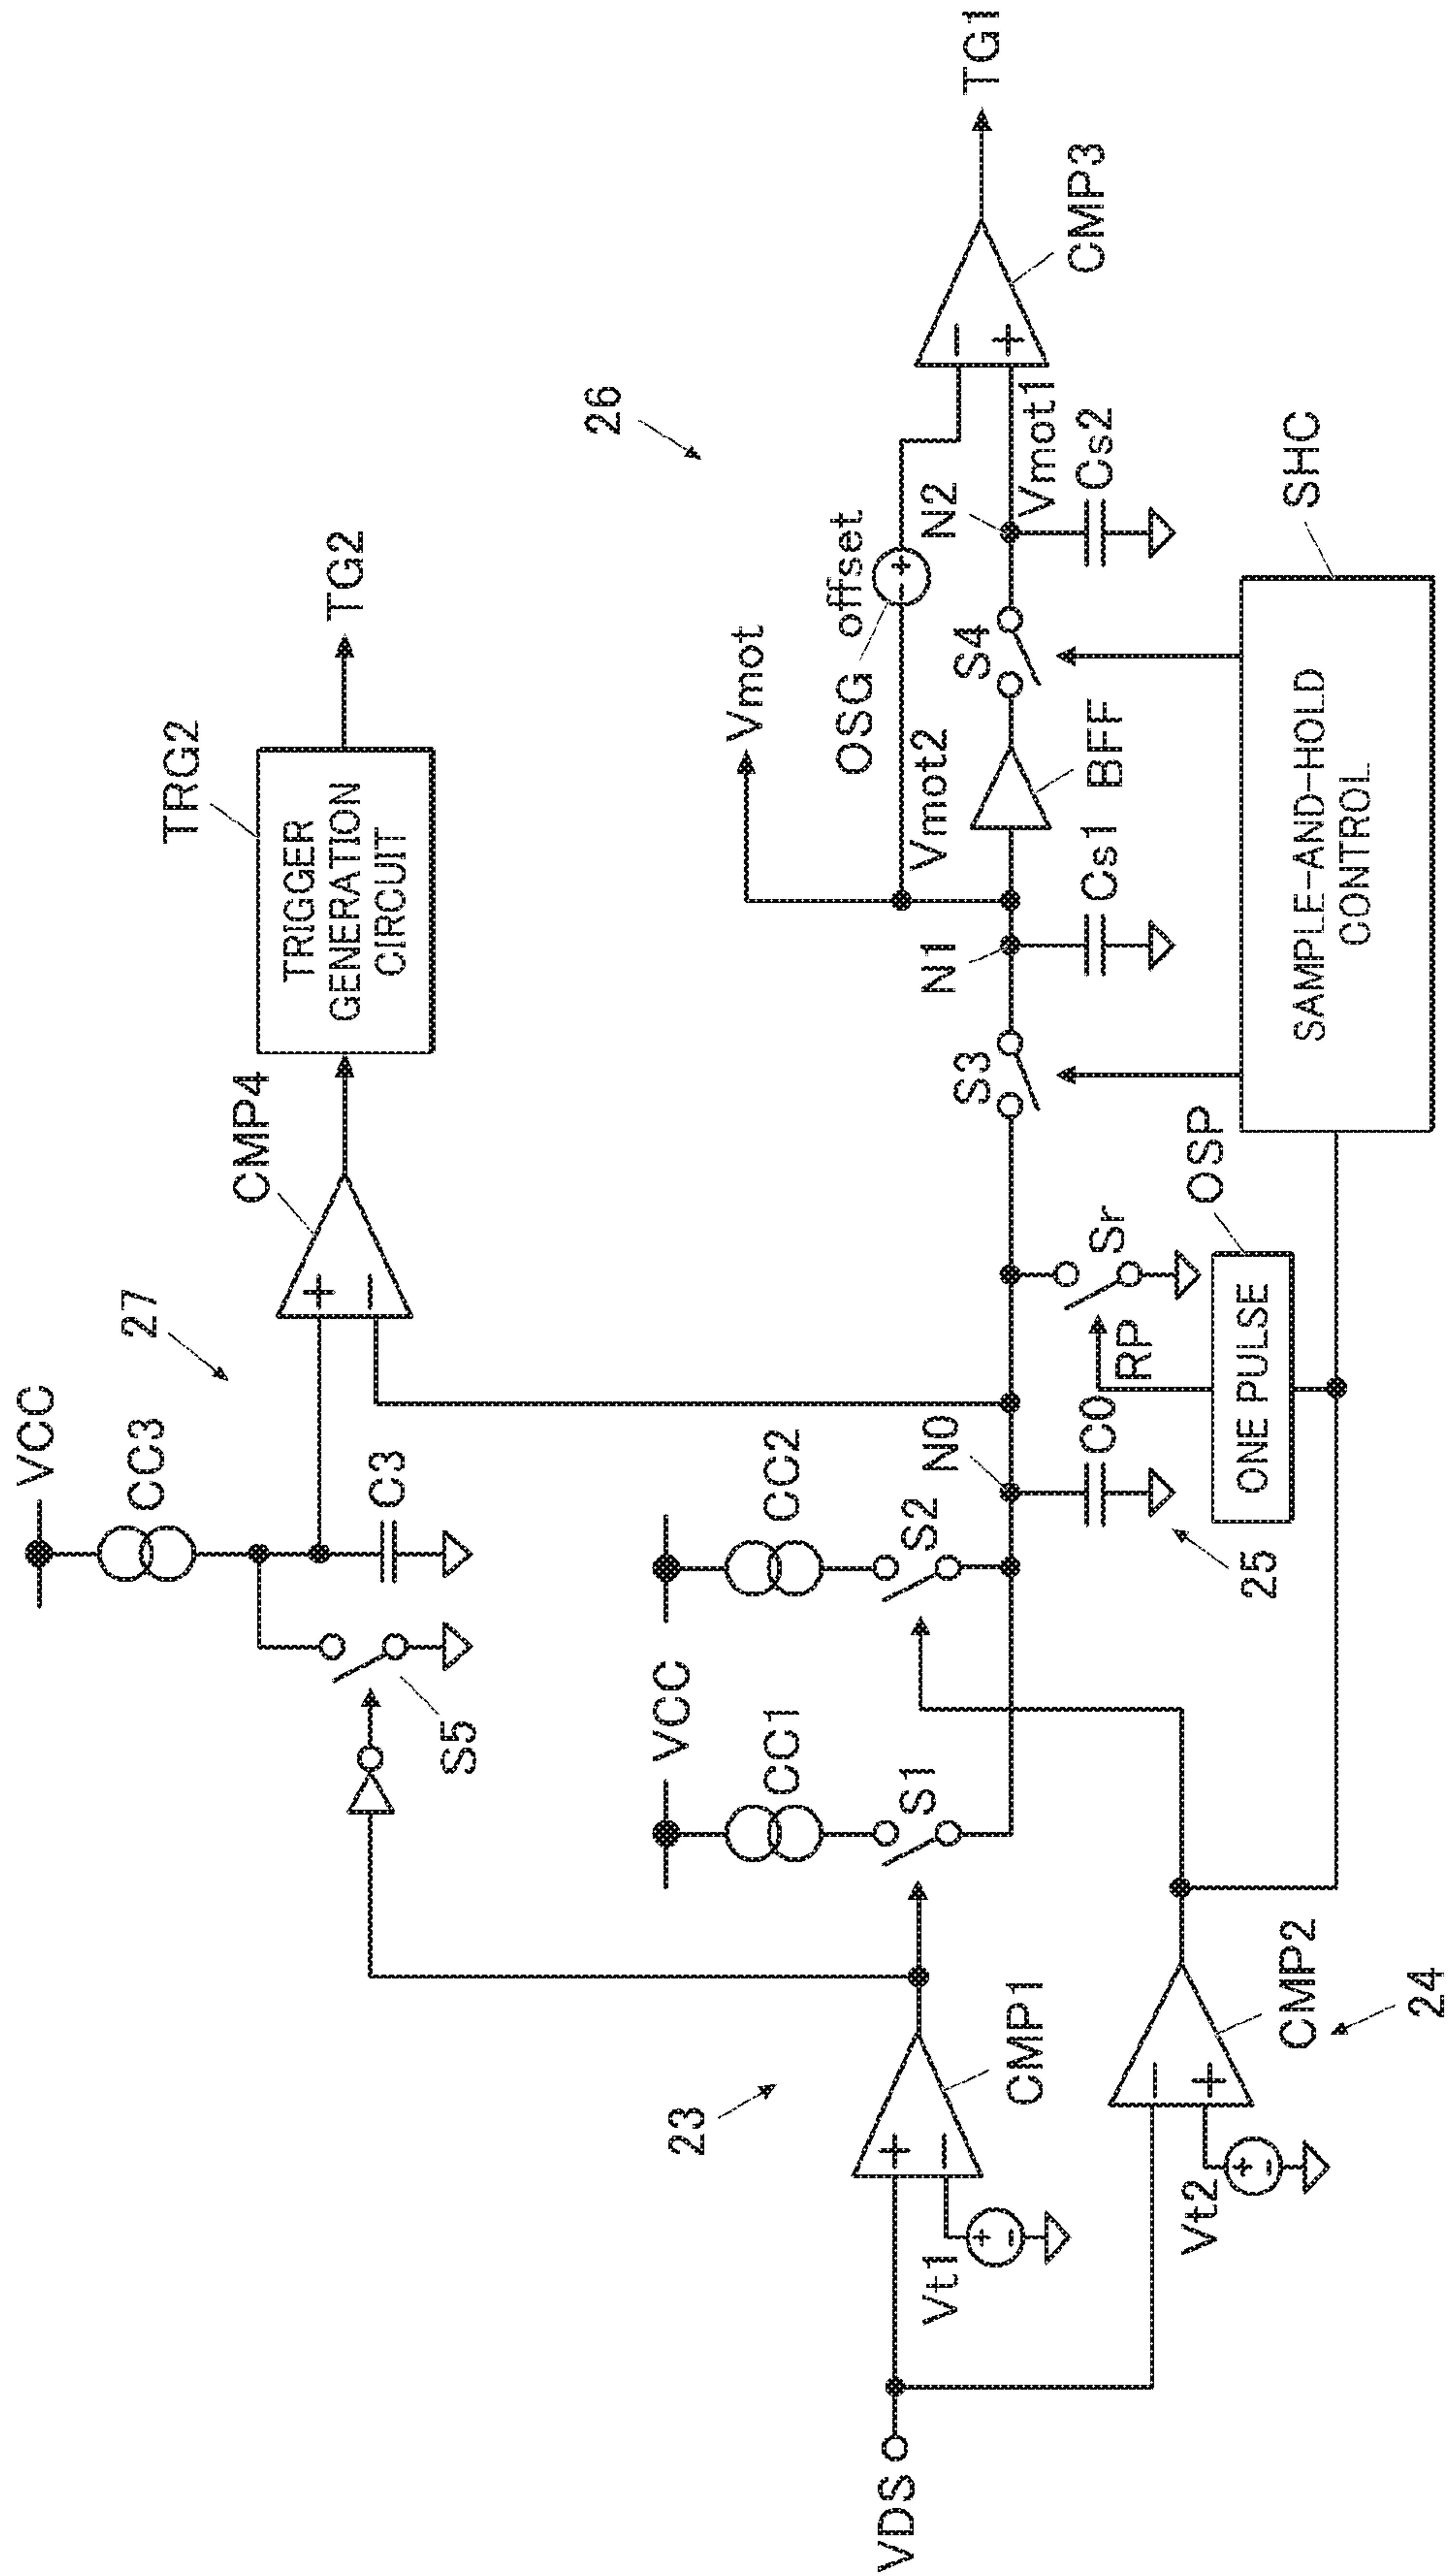 VCC
CC3
27
C3
S5
CMP4
TRG2
TRIGGER
GENERATION
CIRCUIT
TG2
VCC
CC1
S1
CC2
S2
N0
C0
25
RP
Sr
ONE PULSE
OSP
23
CMP1
Vt1
VDS
CMP2
24
Vt2
26
Vmot
OSG
offset
Vmot2
S3
N1
Cs1
BFF
S4
N2
Vmot1
Cs2
CMP3
TG1
SHC
SAMPLE-AND-HOLD
CONTROL